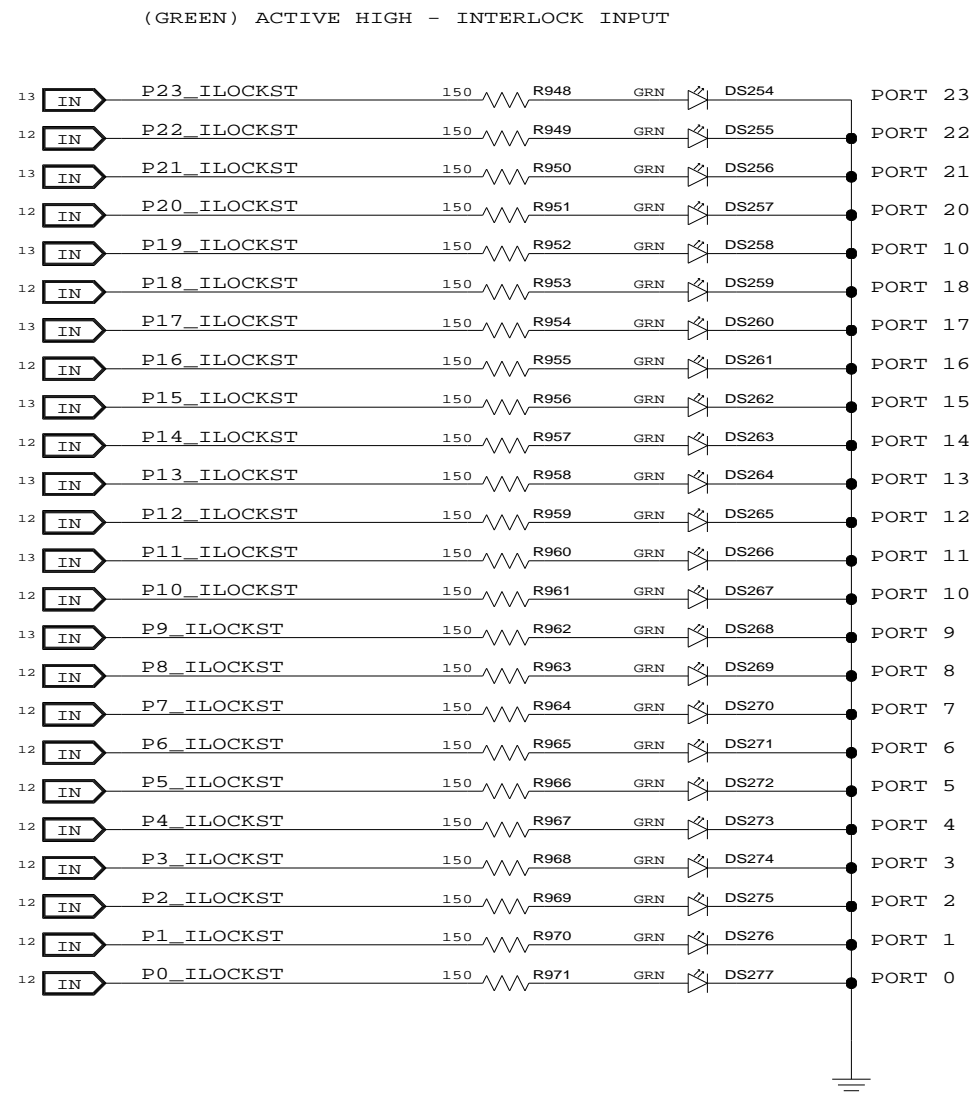 (GREEN) ACTIVE HIGH - INTERLOCK INPUT
13 IN P23_ILOCKST 150 R948 GRN DS254 PORT 23
12 IN P22_ILOCKST 150 R949 GRN DS255 PORT 22
13 IN P21_ILOCKST 150 R950 GRN DS256 PORT 21
12 IN P20_ILOCKST 150 R951 GRN DS257 PORT 20
13 IN P19_ILOCKST 150 R952 GRN DS258 PORT 10
12 IN P18_ILOCKST 150 R953 GRN DS259 PORT 18
13 IN P17_ILOCKST 150 R954 GRN DS260 PORT 17
12 IN P16_ILOCKST 150 R955 GRN DS261 PORT 16
13 IN P15_ILOCKST 150 R956 GRN DS262 PORT 15
12 IN P14_ILOCKST 150 R957 GRN DS263 PORT 14
13 IN P13_ILOCKST 150 R958 GRN DS264 PORT 13
12 IN P12_ILOCKST 150 R959 GRN DS265 PORT 12
13 IN P11_ILOCKST 150 R960 GRN DS266 PORT 11
12 IN P10_ILOCKST 150 R961 GRN DS267 PORT 10
13 IN P9_ILOCKST 150 R962 GRN DS268 PORT 9
12 IN P8_ILOCKST 150 R963 GRN DS269 PORT 8
12 IN P7_ILOCKST 150 R964 GRN DS270 PORT 7
12 IN P6_ILOCKST 150 R965 GRN DS271 PORT 6
12 IN P5_ILOCKST 150 R966 GRN DS272 PORT 5
12 IN P4_ILOCKST 150 R967 GRN DS273 PORT 4
12 IN P3_ILOCKST 150 R968 GRN DS274 PORT 3
12 IN P2_ILOCKST 150 R969 GRN DS275 PORT 2
12 IN P1_ILOCKST 150 R970 GRN DS276 PORT 1
12 IN P0_ILOCKST 150 R971 GRN DS277 PORT 0